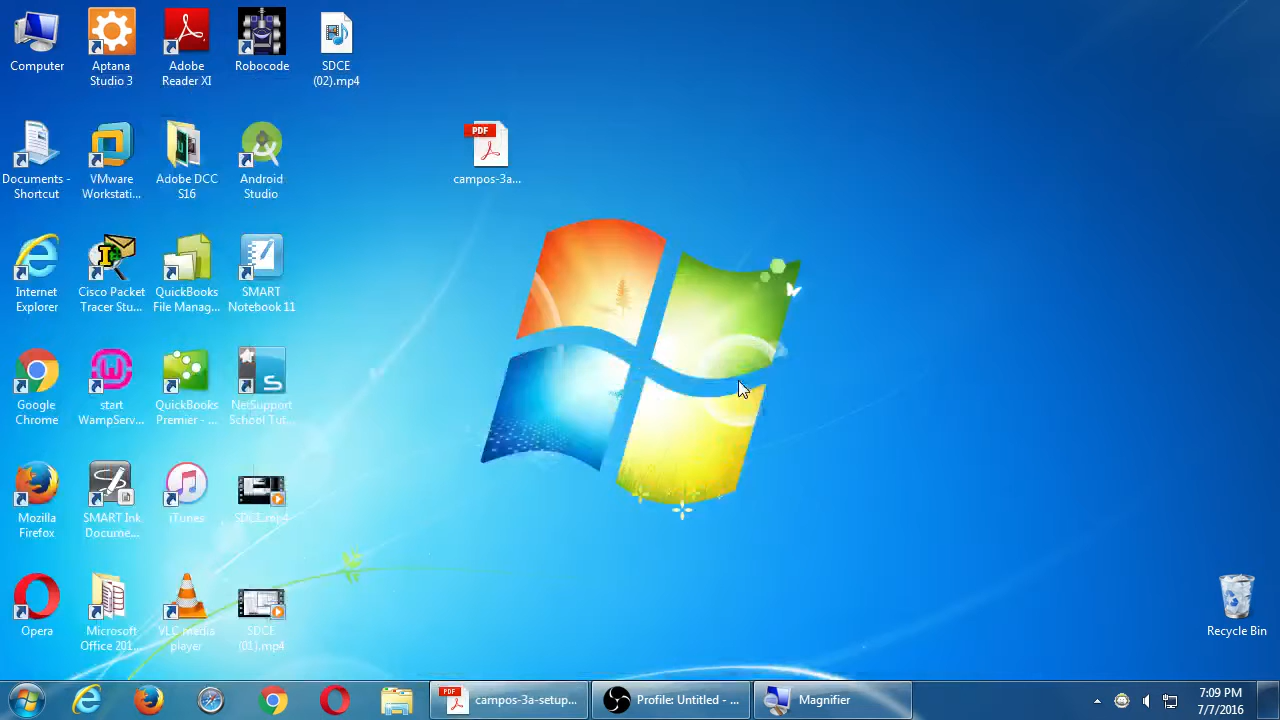 Computer
Aptana
Studio 3
Adobe
Reader XI
Robocode
SDCE
(02).mp4
Documents -
Shortcut
VMware
Workstati...
Adobe DCC
S16
Android
Studio
PDF
campos-3a...
Internet
Explorer
Cisco Packet
Tracer Stu...
QuickBooks
File Manag...
SMART
Notebook 11
Google
Chrome
start
WampServ...
QuickBooks
Premier - ...
NetSupport
School Tut...
Mozilla
Firefox
SMART Ink
Docume...
iTunes
Opera
Microsoft
Office 201...
VLC media
player
SDCE
(01).mp4
Recycle Bin
PDF
campos-3a-setup...
Profile: Untitled - ...
Magnifier
7:09 PM
7/7/2016